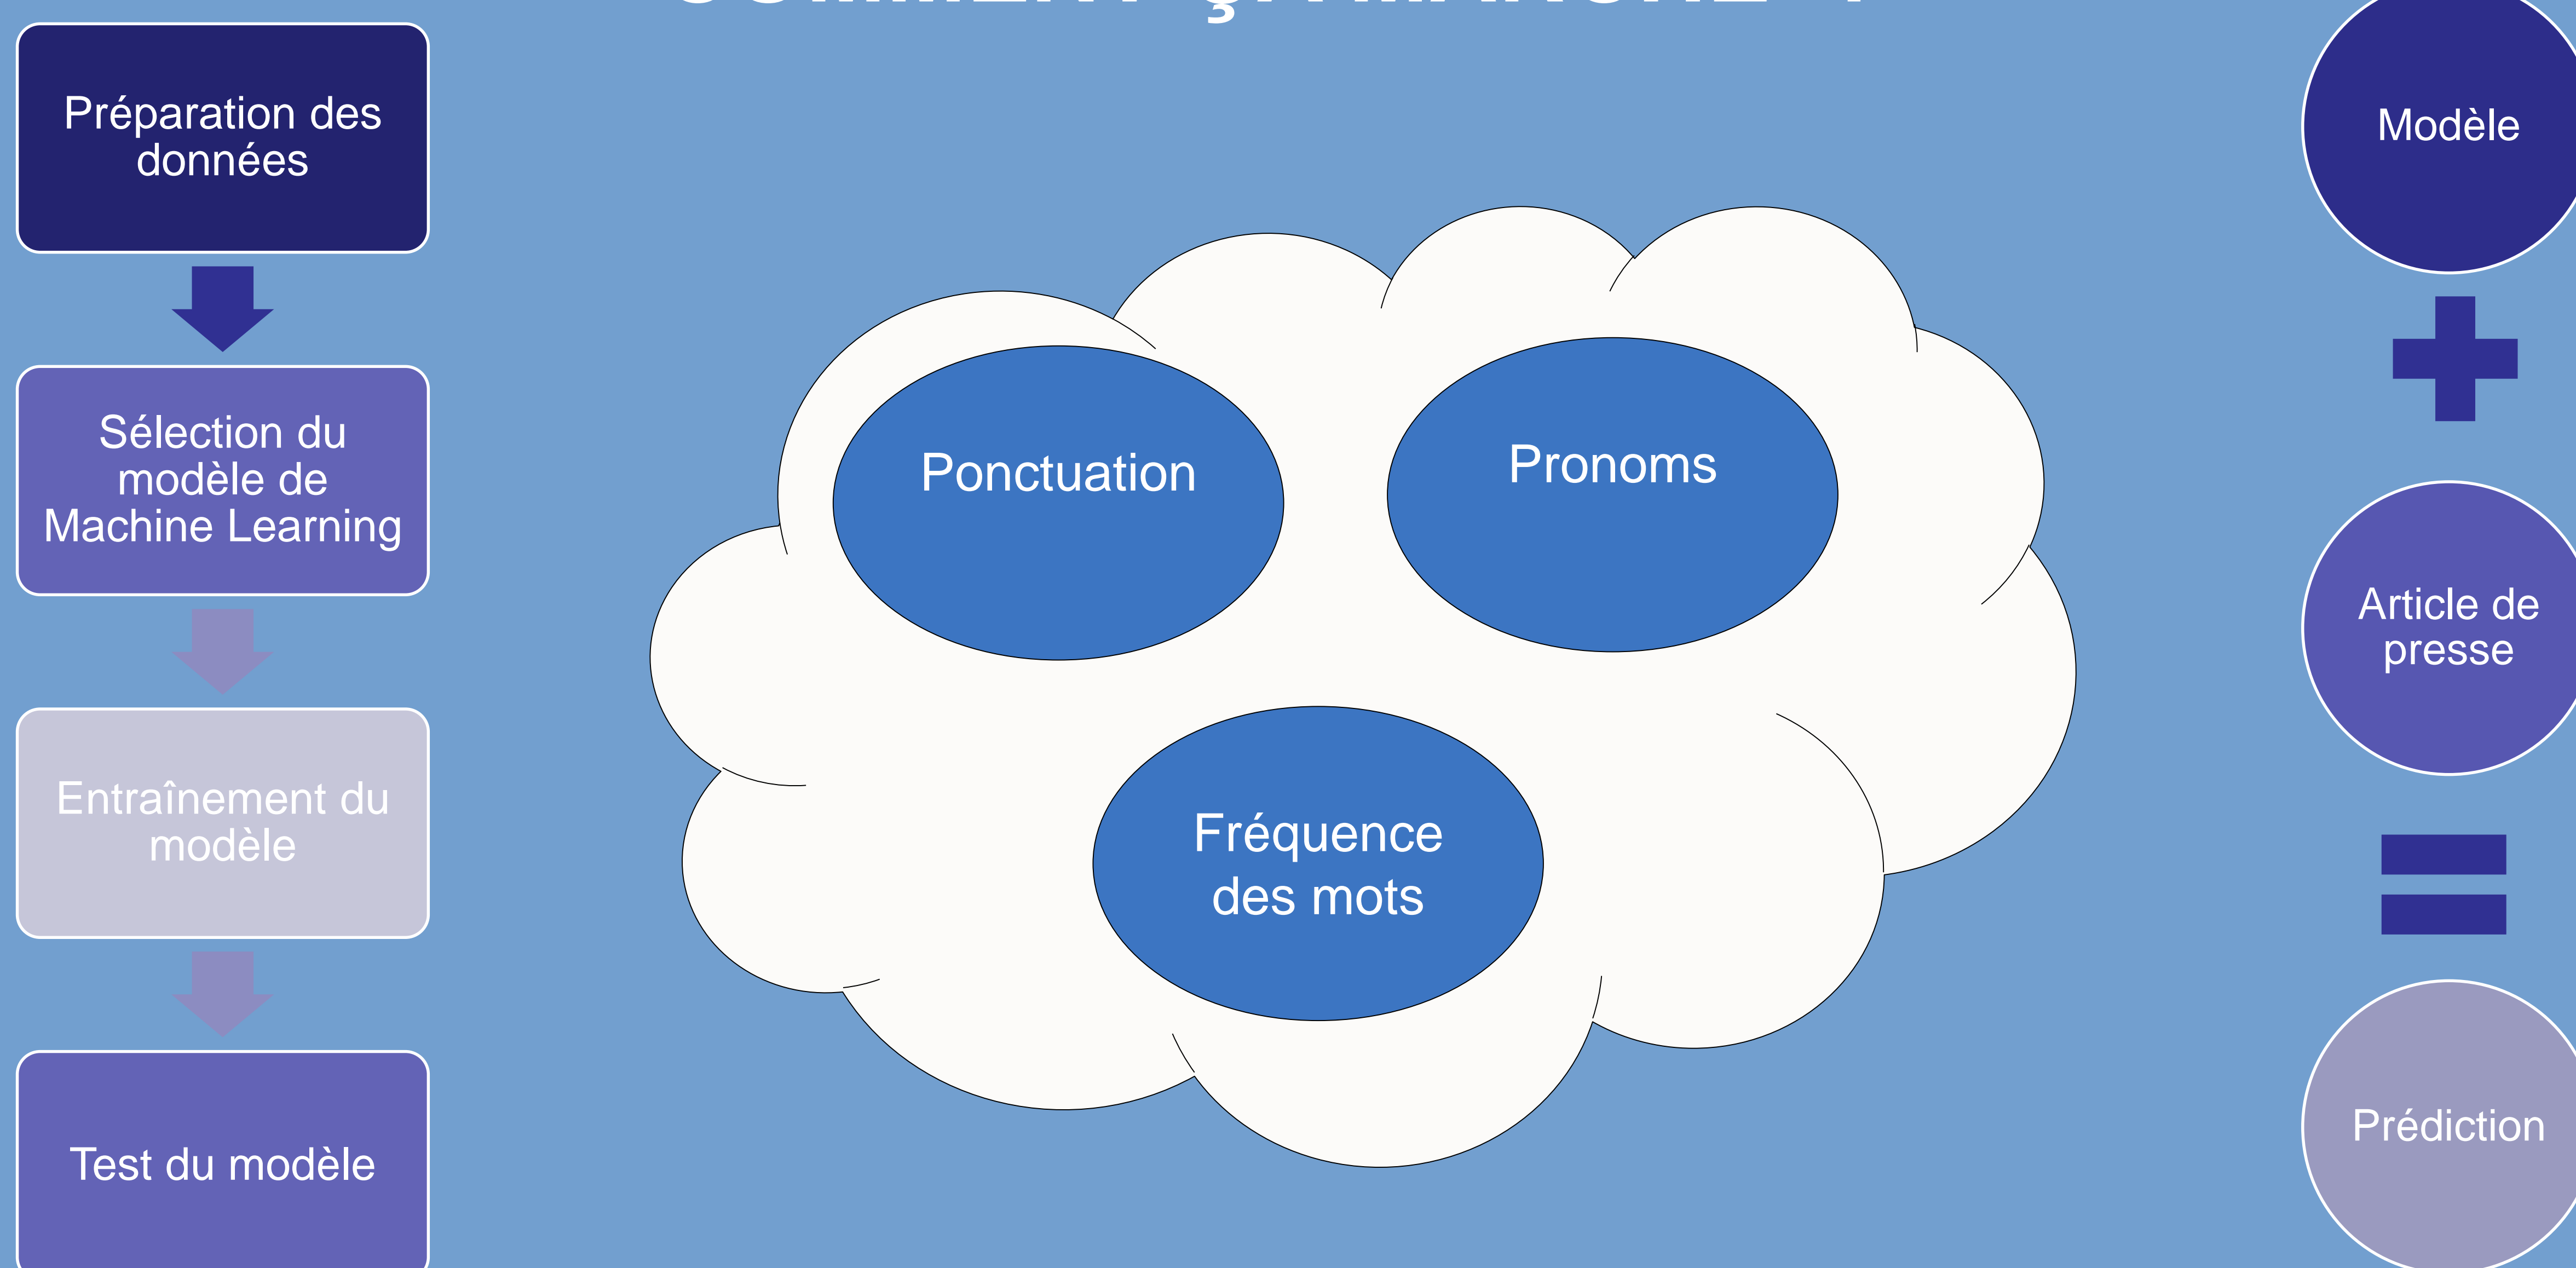 Préparation des
données
Sélection du
modèle de
Machine Learning
Entraînement du
modèle
Test du modèle
Ponctuation
Pronoms
Fréquence
des mots
Modèle
Article de
presse
Prédiction